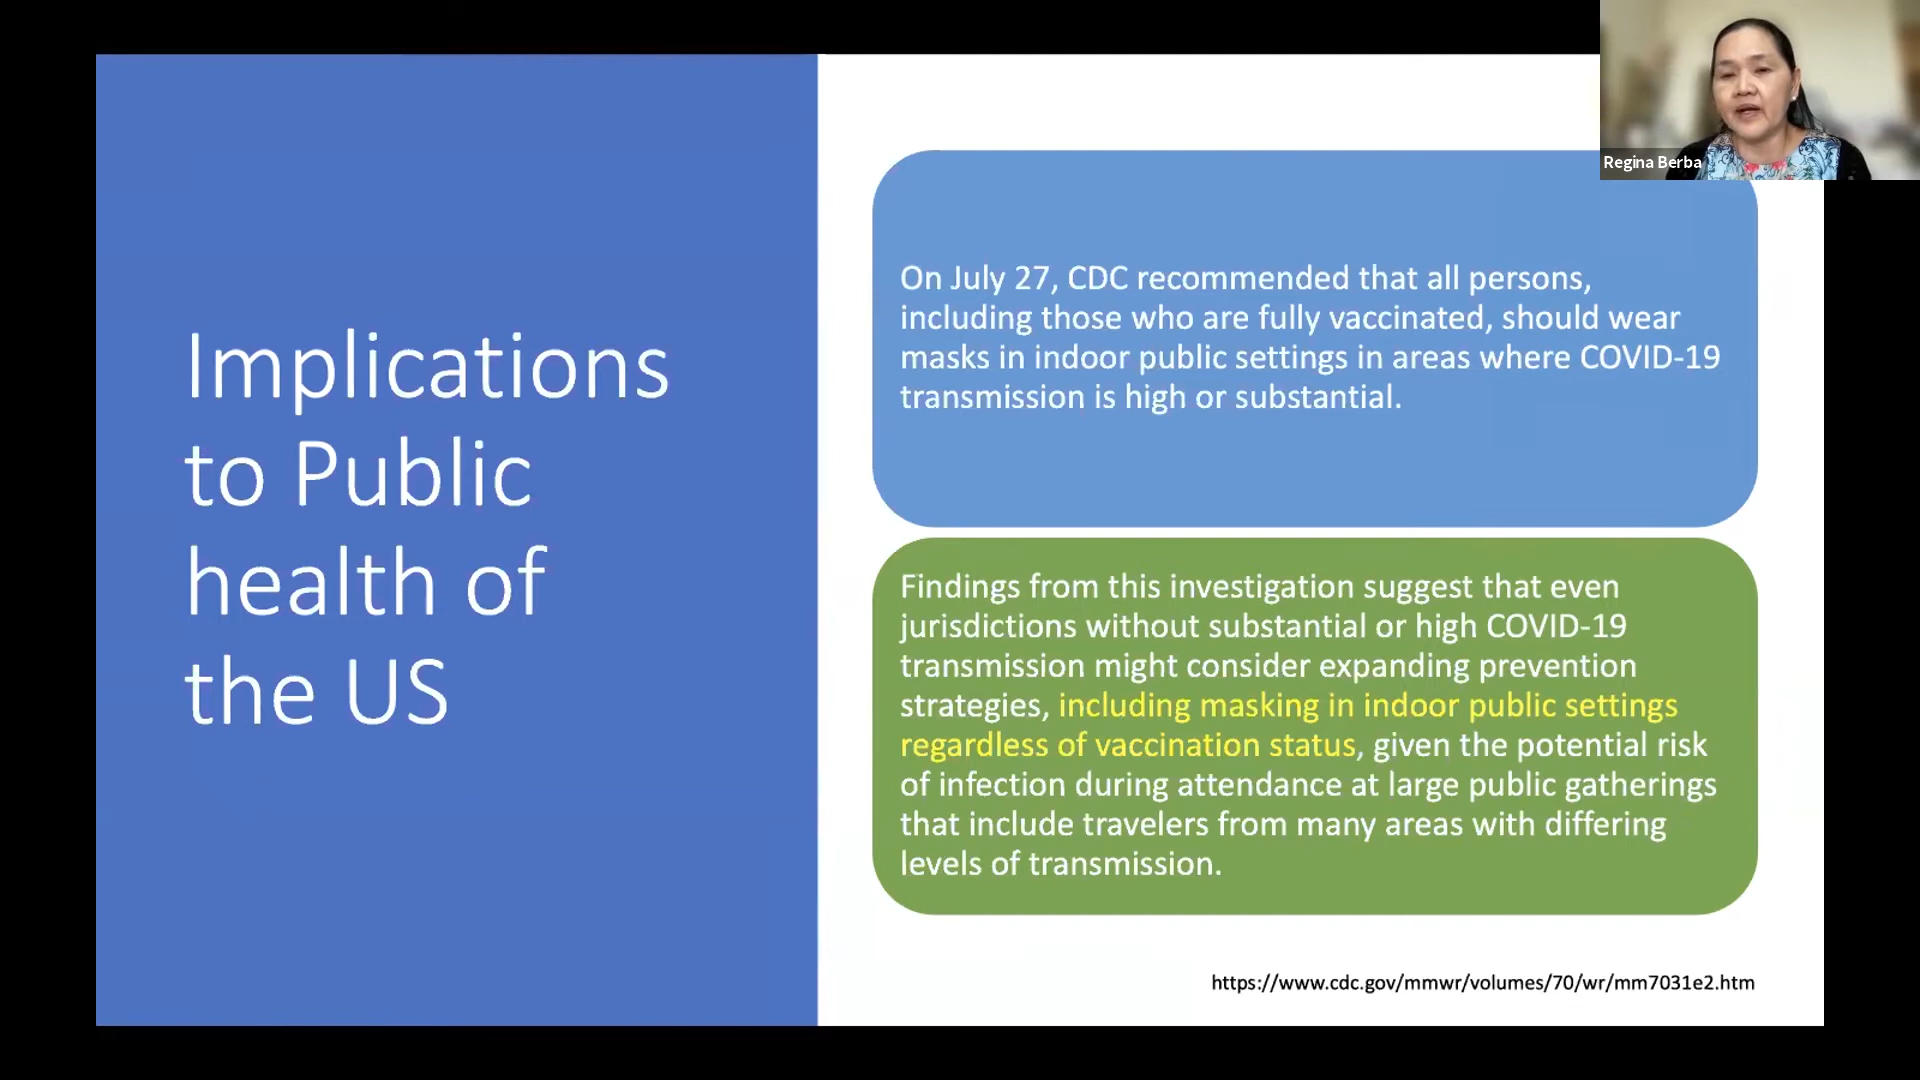 Regina Berba
Implications
to Public
health of
the US
On July 27, CDC recommended that all persons,
including those who are fully vaccinated, should wear
masks in indoor public settings in areas where COVID-19
transmission is high or substantial.
Findings from this investigation suggest that even
jurisdictions without substantial or high COVID-19
transmission might consider expanding prevention
strategies, including masking in indoor public settings
regardless of vaccination status, given the potential risk
of infection during attendance at large public gatherings
that include travelers from many areas with differing
levels of transmission.
https://www.cdc.gov/mmwr/volumes/70/wr/mm7031e2.htm